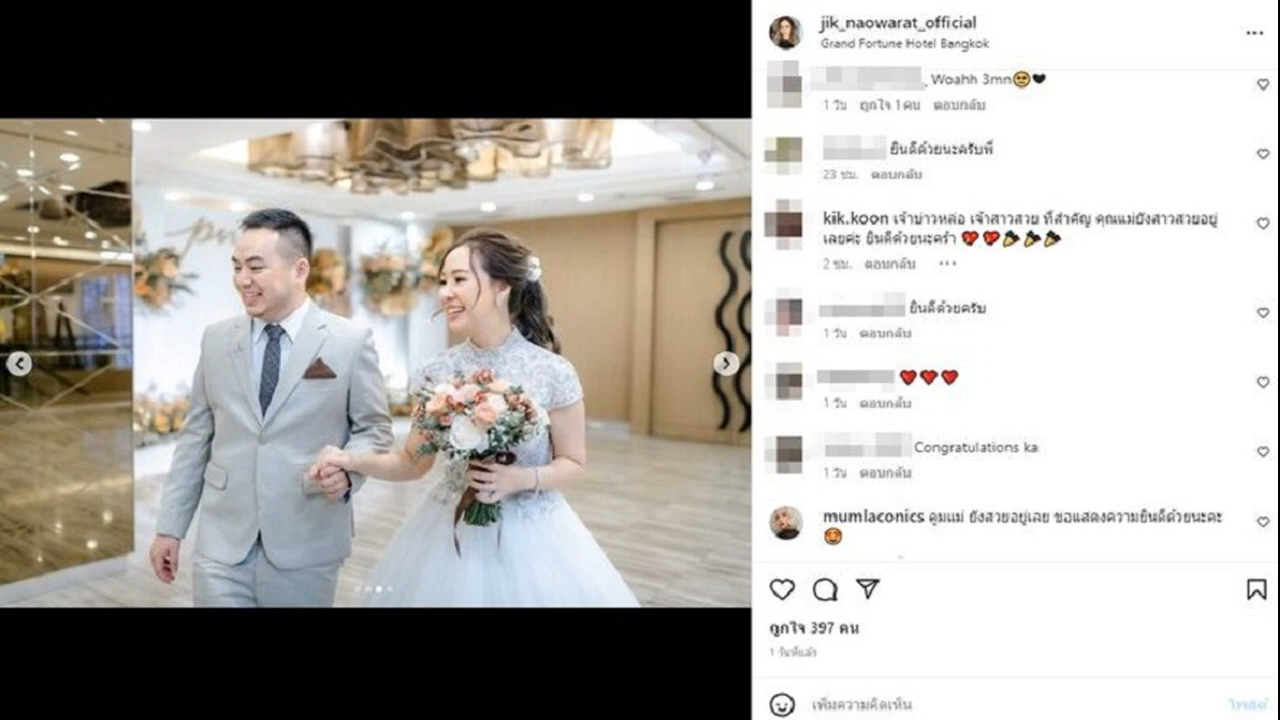 jik_naowarat_official
Grand Fortune Hotel Bangkok
Woahh 3mn
1 วัน ถูกใจ 1 คน ตอบกลับ
ยินดีด้วยนะครับพี่
23 ชม. ตอบกลับ
kik.koon เจ้าบ่าวหล่อ เจ้าสาวสวย ที่สำคัญ คุณแม่ยังสาวสวยอยู่
เลยค่ะ ยินดีด้วยนะคร้า ❤️❤️🎉🎉🎉
2 ชม. ตอบกลับ
ยินดีด้วยครับ
1 วัน ตอบกลับ
❤️❤️❤️
1 วัน ตอบกลับ
Congratulations ka
1 วัน ตอบกลับ
mumlaconics คุมแม่ ยังสวยอยู่เลย ขอแสดงความยินดีด้วยนะคะ
ถูกใจ 397 คน
1 วันที่แล้ว
เพิ่มความคิดเห็น
โพสต์